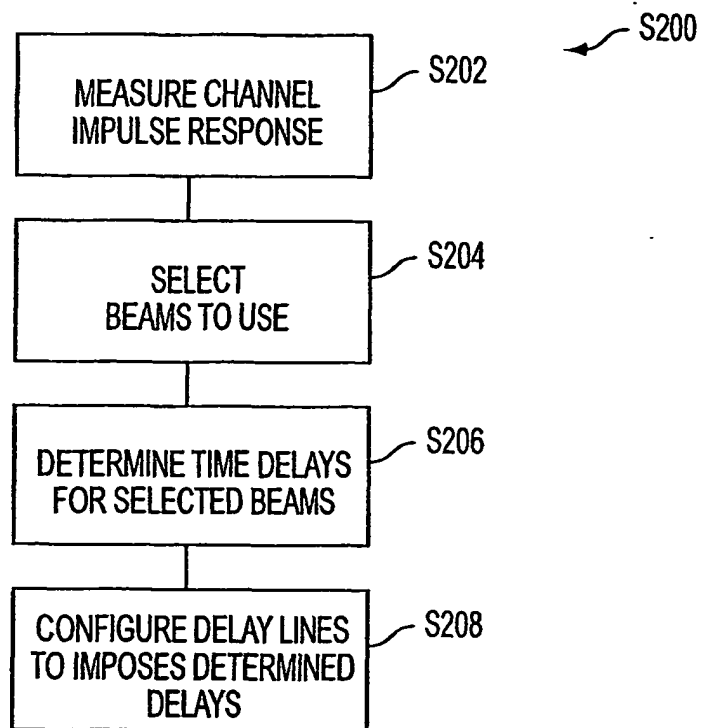 S200
MEASURE CHANNEL
IMPULSE RESPONSE
S202
SELECT
BEAMS TO USE
S204
DETERMINE TIME DELAYS
FOR SELECTED BEAMS
S206
CONFIGURE DELAY LINES
TO IMPOSES DETERMINED
DELAYS
S208